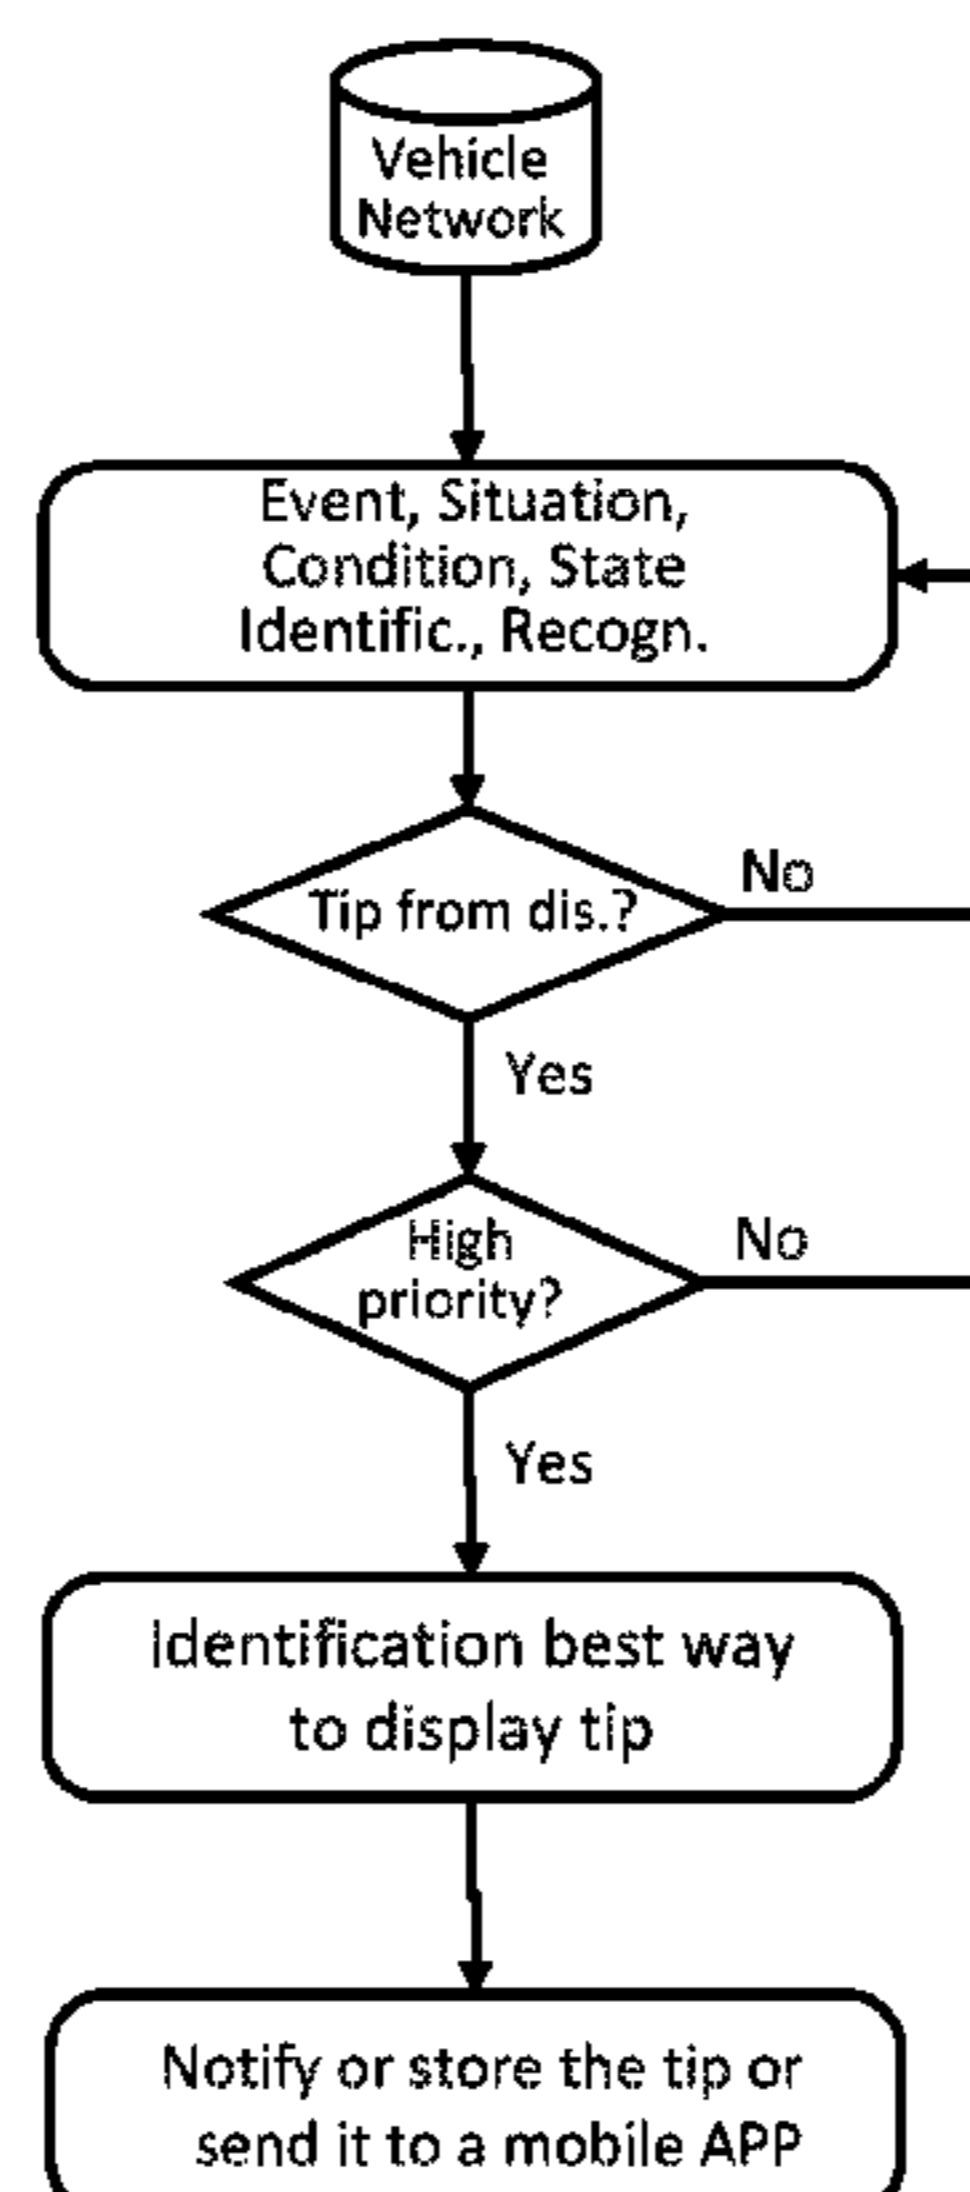 Vehicle
Network
Event, Situation,
Condition, State
Identific., Recogn.
Tip from dis.?
No
Yes
High
priority?
No
Yes
Identification best way
to display tip
Notify or store the tip or
send it to a mobile APP